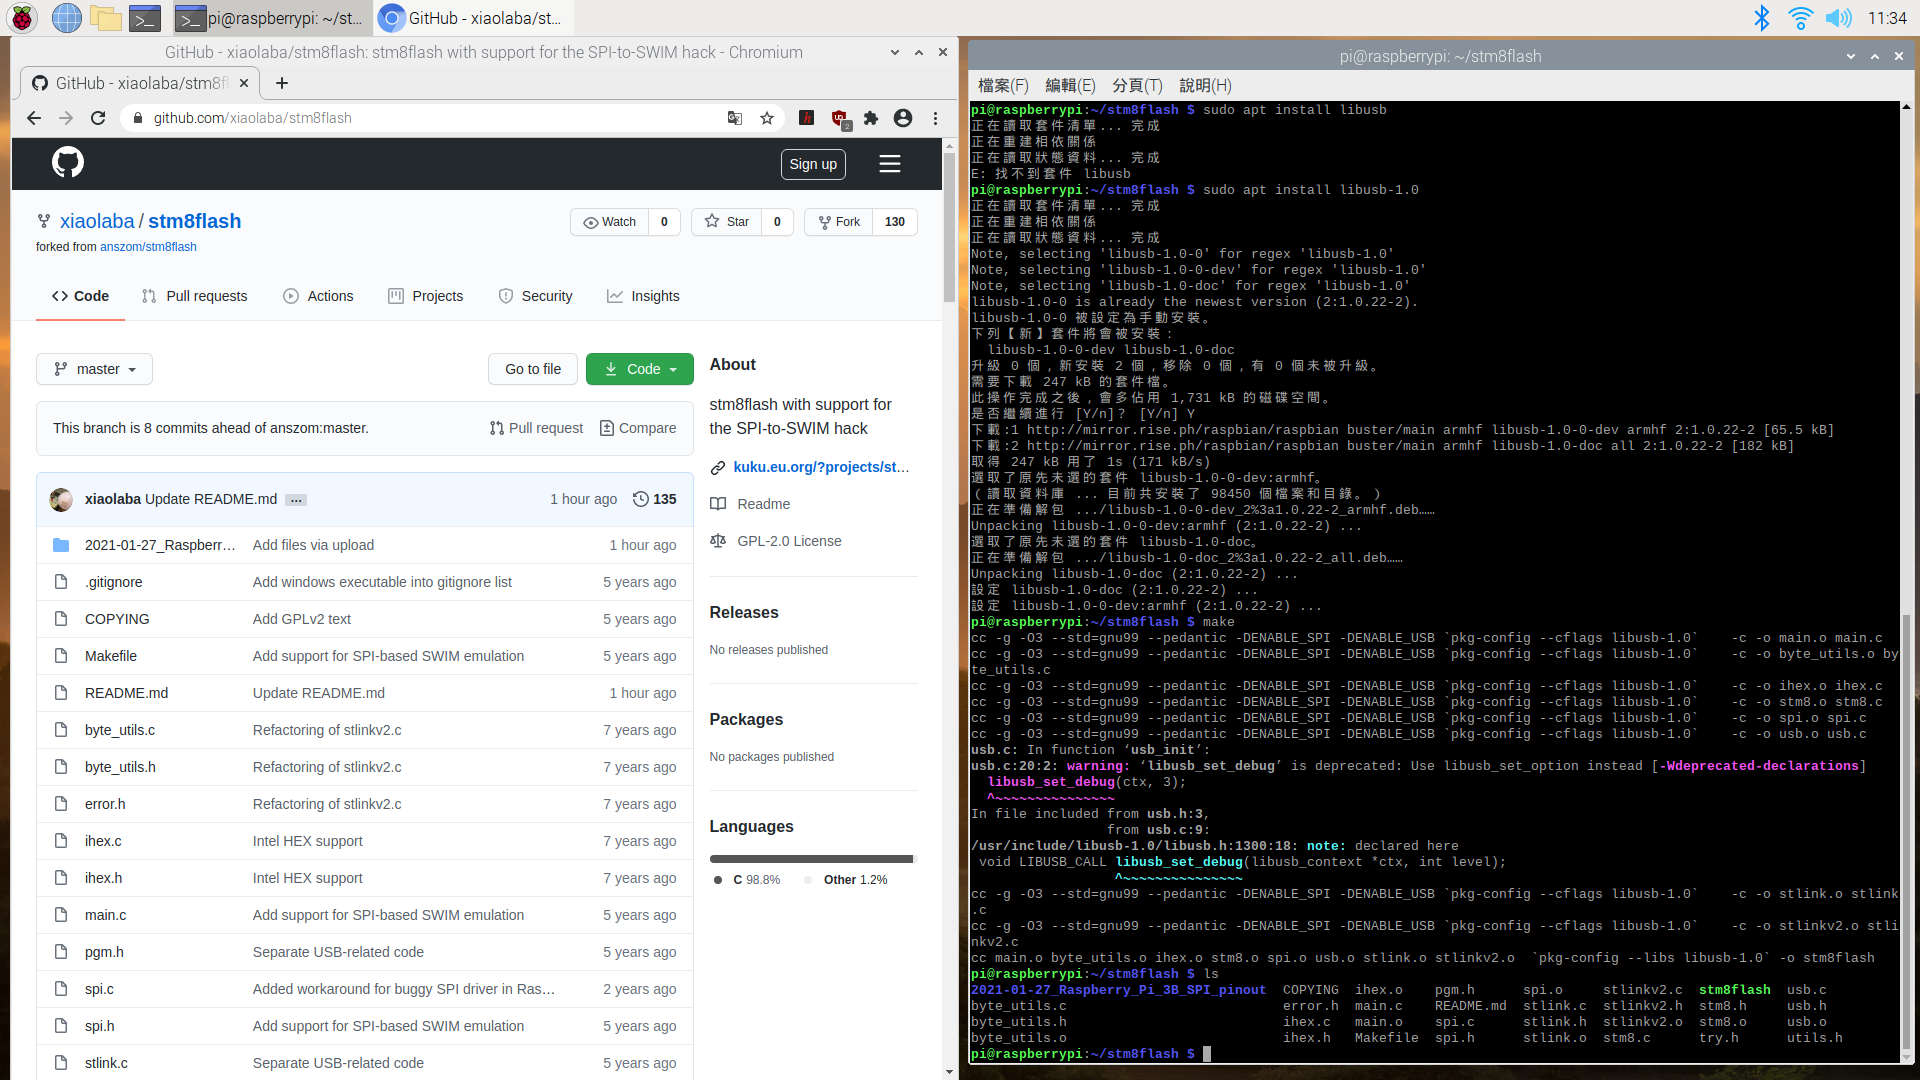 pi@raspberrypi: ~/st...
GitHub - xiaolaba/st...
11:34
GitHub - xiaolaba/stm8flash: stm8flash with support for the SPI-to-SWIM hack - Chromium
GitHub - xiaolaba/stm8fl
github.com/xiaolaba/stm8flash
2
Sign up
xiaolaba / stm8flash
Watch 0
Star 0
Fork 130
forked from anszom/stm8flash
Code
Pull requests
Actions
Projects
Security
Insights
master
Go to file
Code
This branch is 8 commits ahead of anszom:master.
Pull request
Compare
xiaolaba Update README.md ...
1 hour ago
135
2021-01-27_Raspberr... Add files via upload 1 hour ago
.gitignore Add windows executable into gitignore list 5 years ago
COPYING Add GPLv2 text 5 years ago
Makefile Add support for SPI-based SWIM emulation 5 years ago
README.md Update README.md 1 hour ago
byte_utils.c Refactoring of stlinkv2.c 7 years ago
byte_utils.h Refactoring of stlinkv2.c 7 years ago
error.h Refactoring of stlinkv2.c 7 years ago
ihex.c Intel HEX support 7 years ago
ihex.h Intel HEX support 7 years ago
main.c Add support for SPI-based SWIM emulation 5 years ago
pgm.h Separate USB-related code 5 years ago
spi.c Added workaround for buggy SPI driver in Ras... 2 years ago
spi.h Add support for SPI-based SWIM emulation 5 years ago
stlink.c Separate USB-related code 5 years ago
About
stm8flash with support for
the SPI-to-SWIM hack
kuku.eu.org/?projects/st...
Readme
GPL-2.0 License
Releases
No releases published
Packages
No packages published
Languages
C 98.8%
Other 1.2%
pi@raspberrypi: ~/stm8flash
檔案(F) 編輯(E) 分頁(T) 說明(H)
pi@raspberrypi:~/stm8flash $ sudo apt install libusb
正在讀取套件清單... 完成
正在重建相依關係
正在讀取狀態資料... 完成
E: 找不到套件 libusb
pi@raspberrypi:~/stm8flash $ sudo apt install libusb-1.0
正在讀取套件清單... 完成
正在重建相依關係
正在讀取狀態資料... 完成
Note, selecting 'libusb-1.0-0' for regex 'libusb-1.0'
Note, selecting 'libusb-1.0-0-dev' for regex 'libusb-1.0'
Note, selecting 'libusb-1.0-doc' for regex 'libusb-1.0'
libusb-1.0-0 is already the newest version (2:1.0.22-2).
libusb-1.0-0 被設定為手動安裝。
下列【新】套件將會被安裝：
libusb-1.0-0-dev libusb-1.0-doc
升級 0 個，新安裝 2 個，移除 0 個，有 0 個未被升級。
需要下載 247 kB 的套件檔。
此操作完成之後，會多佔用 1,731 kB 的磁碟空間。
是否繼續進行 [Y/n]？ [Y/n] Y
下載:1 http://mirror.rise.ph/raspbian/raspbian buster/main armhf libusb-1.0-0-dev armhf 2:1.0.22-2 [65.5 kB]
下載:2 http://mirror.rise.ph/raspbian/raspbian buster/main armhf libusb-1.0-doc all 2:1.0.22-2 [182 kB]
取得 247 kB 用了 1s (171 kB/s)
選取了原先未選的套件 libusb-1.0-0-dev:armhf。
（讀取資料庫 ... 目前共安裝了 98450 個檔案和目錄。）
正在準備解包 .../libusb-1.0-0-dev_2%3a1.0.22-2_armhf.deb……
Unpacking libusb-1.0-0-dev:armhf (2:1.0.22-2) ...
選取了原先未選的套件 libusb-1.0-doc。
正在準備解包 .../libusb-1.0-doc_2%3a1.0.22-2_all.deb……
Unpacking libusb-1.0-doc (2:1.0.22-2) ...
設定 libusb-1.0-doc (2:1.0.22-2) ...
設定 libusb-1.0-0-dev:armhf (2:1.0.22-2) ...
pi@raspberrypi:~/stm8flash $ make
cc -g -O3 --std=gnu99 --pedantic -DENABLE_SPI -DENABLE_USB `pkg-config --cflags libusb-1.0` -c -o main.o main.c
cc -g -O3 --std=gnu99 --pedantic -DENABLE_SPI -DENABLE_USB `pkg-config --cflags libusb-1.0` -c -o byte_utils.o by
te_utils.c
cc -g -O3 --std=gnu99 --pedantic -DENABLE_SPI -DENABLE_USB `pkg-config --cflags libusb-1.0` -c -o ihex.o ihex.c
cc -g -O3 --std=gnu99 --pedantic -DENABLE_SPI -DENABLE_USB `pkg-config --cflags libusb-1.0` -c -o stm8.o stm8.c
cc -g -O3 --std=gnu99 --pedantic -DENABLE_SPI -DENABLE_USB `pkg-config --cflags libusb-1.0` -c -o spi.o spi.c
cc -g -O3 --std=gnu99 --pedantic -DENABLE_SPI -DENABLE_USB `pkg-config --cflags libusb-1.0` -c -o usb.o usb.c
usb.c: In function ‘usb_init’:
usb.c:20:2: warning: ‘libusb_set_debug’ is deprecated: Use libusb_set_option instead [-Wdeprecated-declarations]
libusb_set_debug(ctx, 3);
^~~~~~~~~~~~~~~~
In file included from usb.h:3,
from usb.c:9:
/usr/include/libusb-1.0/libusb.h:1300:18: note: declared here
void LIBUSB_CALL libusb_set_debug(libusb_context *ctx, int level);
^~~~~~~~~~~~~~~~
cc -g -O3 --std=gnu99 --pedantic -DENABLE_SPI -DENABLE_USB `pkg-config --cflags libusb-1.0` -c -o stlink.o stlink
.c
cc -g -O3 --std=gnu99 --pedantic -DENABLE_SPI -DENABLE_USB `pkg-config --cflags libusb-1.0` -c -o stlinkv2.o stli
nkv2.c
cc main.o byte_utils.o ihex.o stm8.o spi.o usb.o stlink.o stlinkv2.o `pkg-config --libs libusb-1.0` -o stm8flash
pi@raspberrypi:~/stm8flash $ ls
2021-01-27_Raspberry_Pi_3B_SPI_pinout COPYING ihex.o pgm.h spi.o stlinkv2.c stm8flash usb.c
byte_utils.c error.h main.c README.md stlink.c stlinkv2.h stm8.h usb.h
byte_utils.h ihex.c main.o spi.c stlink.h stlinkv2.o stm8.o usb.o
byte_utils.o ihex.h Makefile spi.h stlink.o stm8.c try.h utils.h
pi@raspberrypi:~/stm8flash $